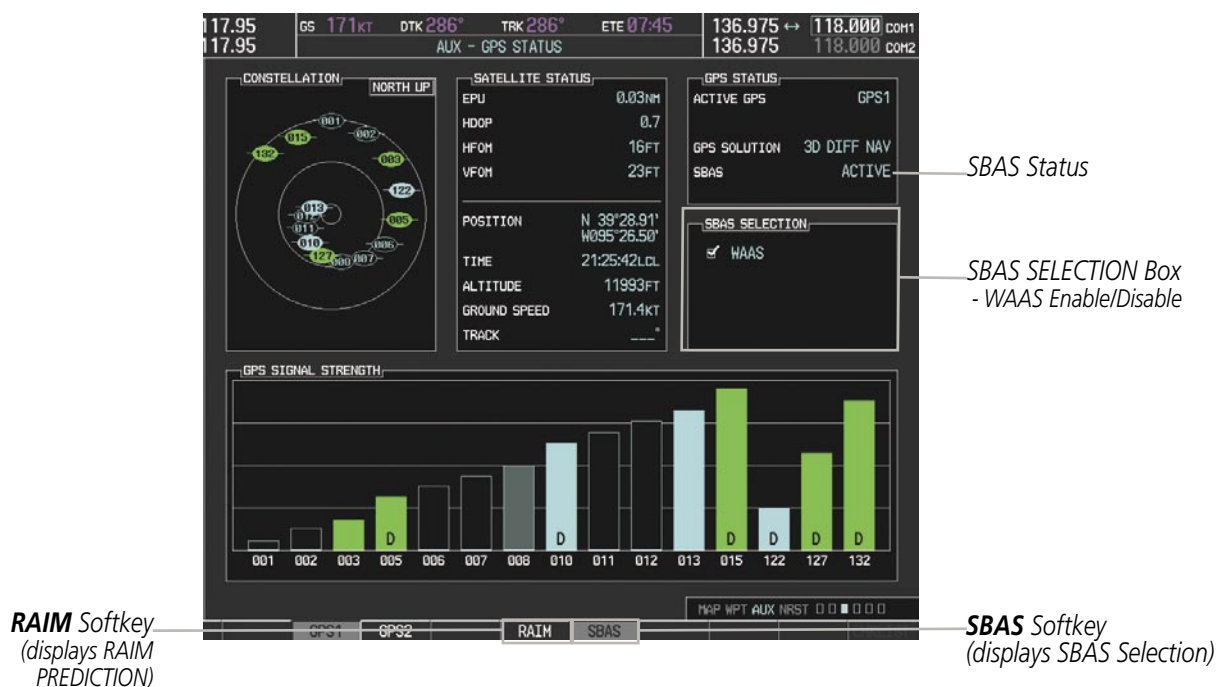 117.95 GS 171KT DTK 286° TRK 286° ETE 07:45 136.975 ↔ 118.000 COM1
117.95 AUX - GPS STATUS 136.975 118.000 COM2
CONSTELLATION
NORTH UP
001
002
015
132
003
122
013
005
011
010
006
127
008
007
SATELLITE STATUS
EPU 0.03NM
HDOP 0.7
HFOM 16FT
VFOM 23FT
POSITION N 39°28.91'
W095°26.50'
TIME 21:25:42LCL
ALTITUDE 11993FT
GROUND SPEED 171.4KT
TRACK ___°
GPS STATUS
ACTIVE GPS GPS1
GPS SOLUTION 3D DIFF NAV
SBAS ACTIVE
SBAS Status
SBAS SELECTION
WAAS
SBAS SELECTION Box
- WAAS Enable/Disable
GPS SIGNAL STRENGTH
D D D D D D
001 002 003 005 006 007 008 010 011 012 013 015 122 127 132
MAP WPT AUX NRST
GPS1 GPS2 RAIM SBAS
RAIM Softkey
(displays RAIM
PREDICTION)
SBAS Softkey
(displays SBAS Selection)